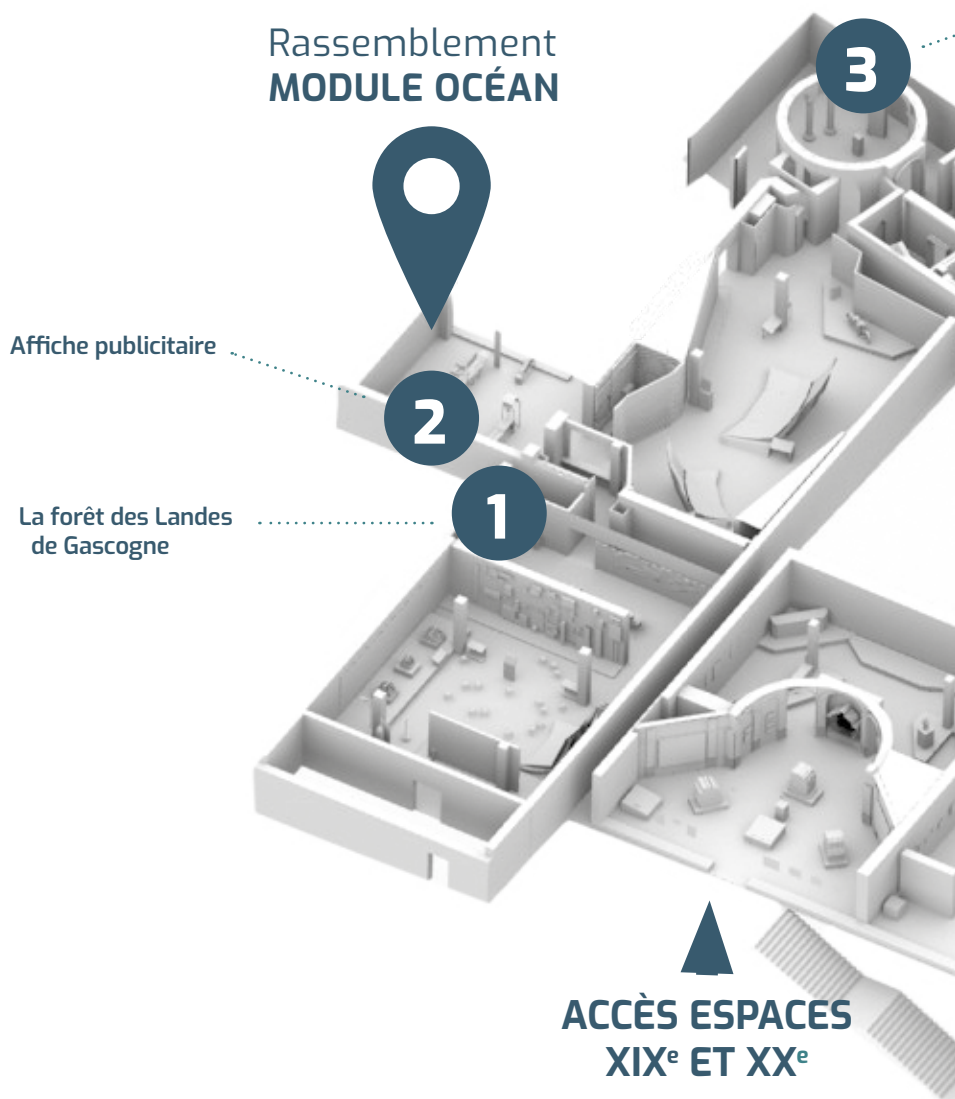 Rassemblement
MODULE OCÉAN
3
Affiche publicitaire
2
La forêt des Landes
de Gascogne
1
ACCÈS ESPACES
XIXᵉ ET XXᵉ